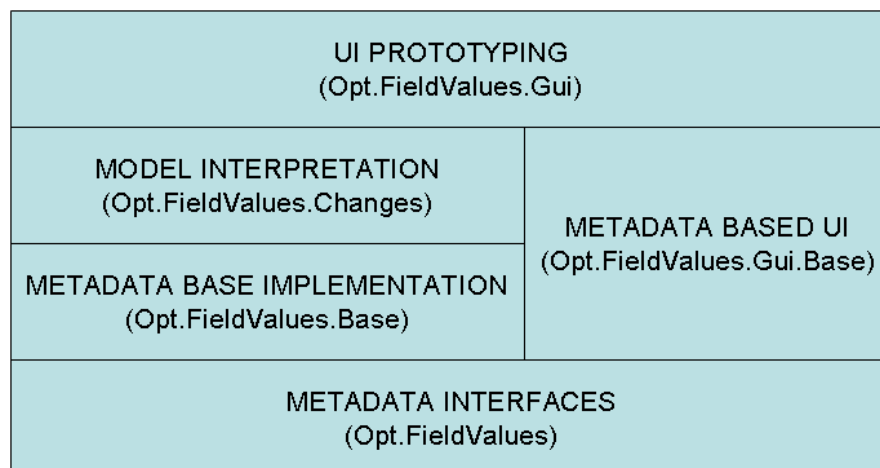 UI PROTOTYPING
(Opt.FieldValues.Gui)
MODEL INTERPRETATION
(Opt.FieldValues.Changes)
METADATA BASE IMPLEMENTATION
(Opt.FieldValues.Base)
METADATA BASED UI
(Opt.FieldValues.Gui.Base)
METADATA INTERFACES
(Opt.FieldValues)